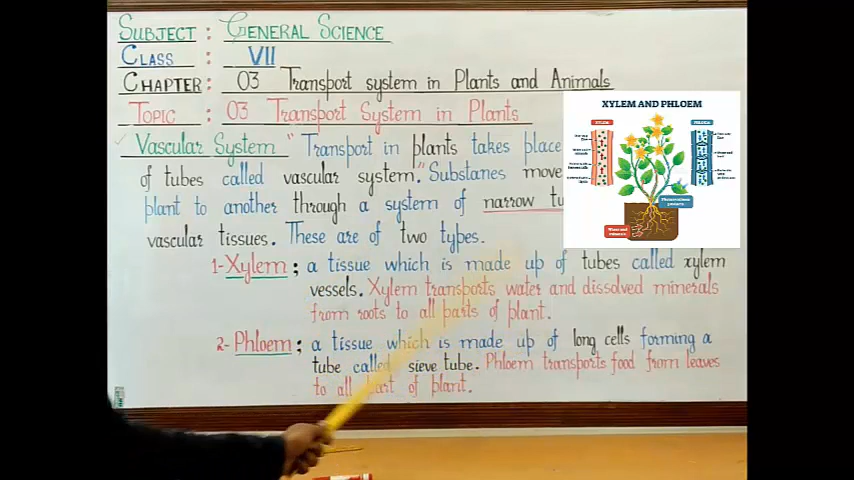 SUBJECT : GENERAL SCIENCE
CLASS : VII
CHAPTER: 03 Transport system in Plants and Animals
TOPIC : 03 Transport System in Plants
Vascular System " Transport in plants takes place
of tubes called vascular system." Substanes move
plant to another through a system of narrow tu
vascular tissues. These are of two types.
1-Xylem; a tissue which is made up of tubes called xylem
vessels. Xylem transports water and dissolved minerals
from roots to all parts of plant.
2- Phloem; a tissue which is made up of long cells forming a
tube called sieve tube. Phloem transports food from leaves
to all part of plant.
XYLEM AND PHLOEM
XYLEM
PHLOEM